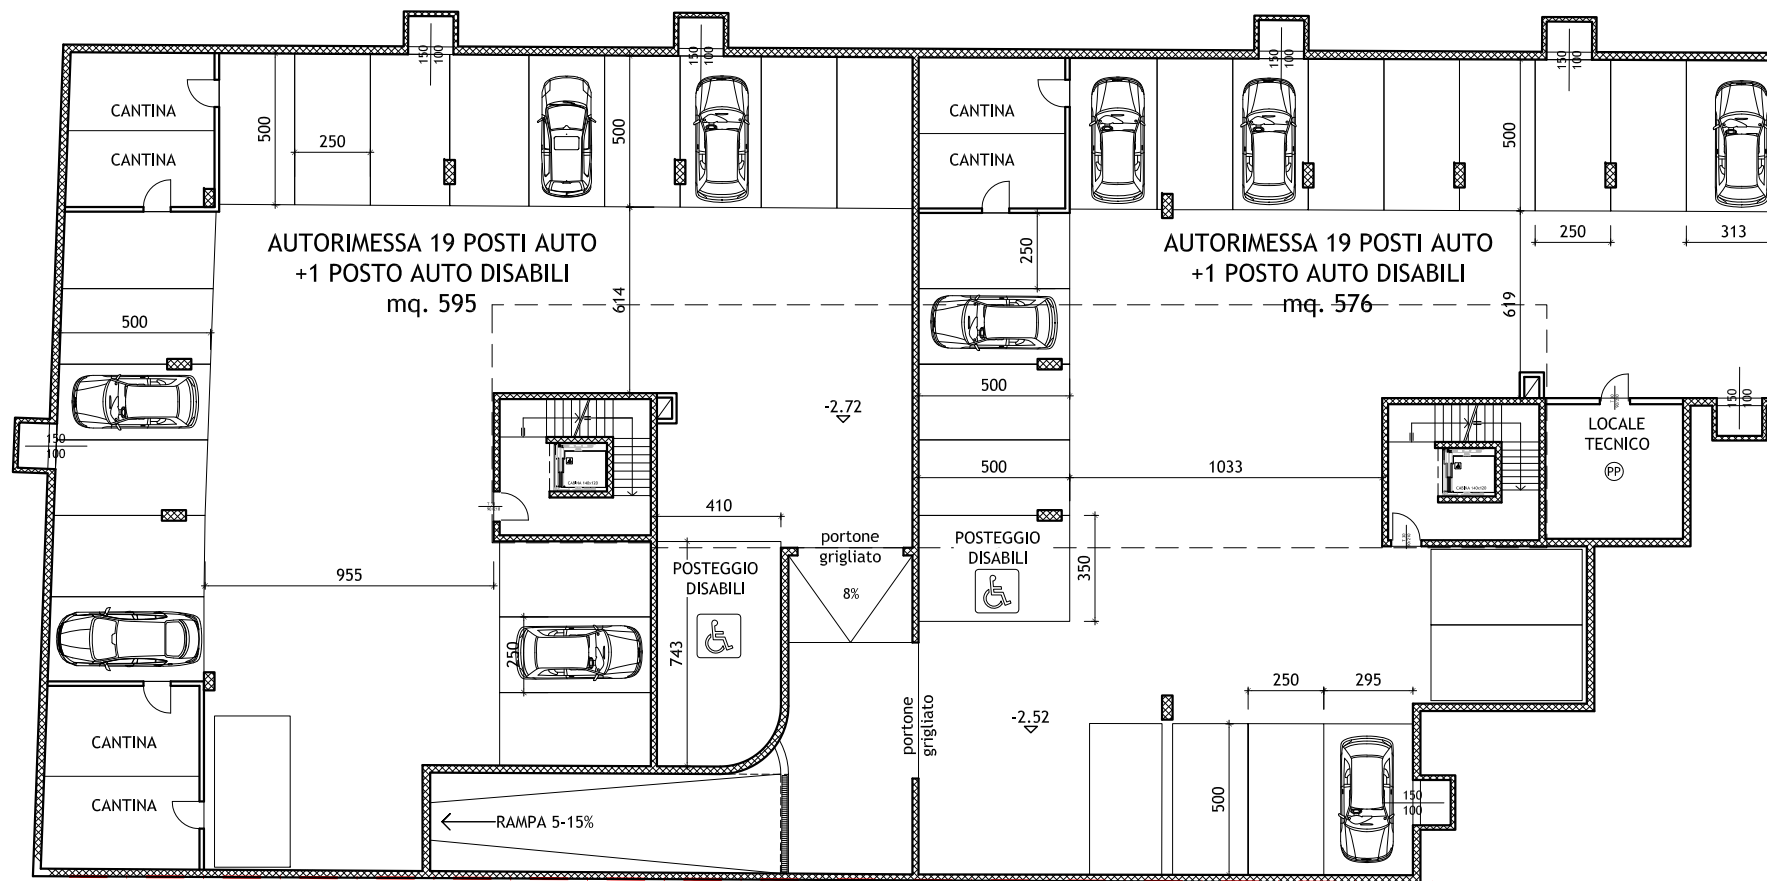 150
100
150
100
150
100
150
100
CANTINA
CANTINA
500
250
500
CANTINA
CANTINA
500
AUTORIMESSA 19 POSTI AUTO
+1 POSTO AUTO DISABILI
mq. 595
AUTORIMESSA 19 POSTI AUTO
+1 POSTO AUTO DISABILI
mq. 576
250
250
313
614
619
500
500
-2.72
150
100
150
100
LOCALE
TECNICO
PP
500
1033
410
CABINA 140x130
portone
grigliato
8%
POSTEGGIO
DISABILI
350
POSTEGGIO
DISABILI
743
955
250
250
295
-2.52
portone
grigliato
CANTINA
CANTINA
500
150
100
RAMPA 5-15%